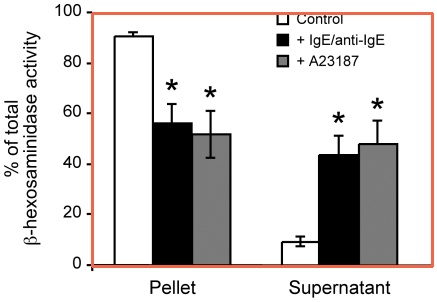 % of total
β-hexosaminidase activity
100
80
60
40
20
0
Control
+ IgE/anti-IgE
+ A23187
*
*
*
*
Pellet
Supernatant